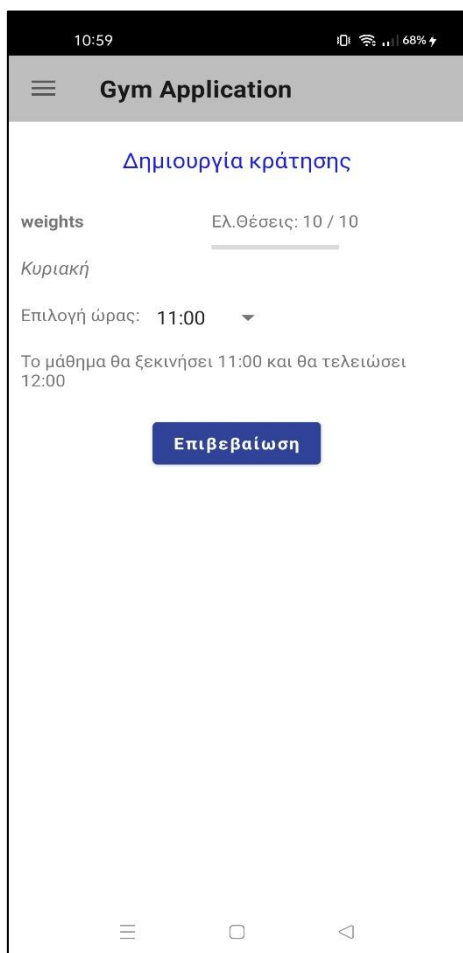 10:59 68%
Gym Application
Δημιουργία κράτησης
weights Ελ.Θέσεις: 10 / 10
Κυριακή
Επιλογή ώρας: 11:00
Το μάθημα θα ξεκινήσει 11:00 και θα τελειώσει
12:00
Επιβεβαίωση